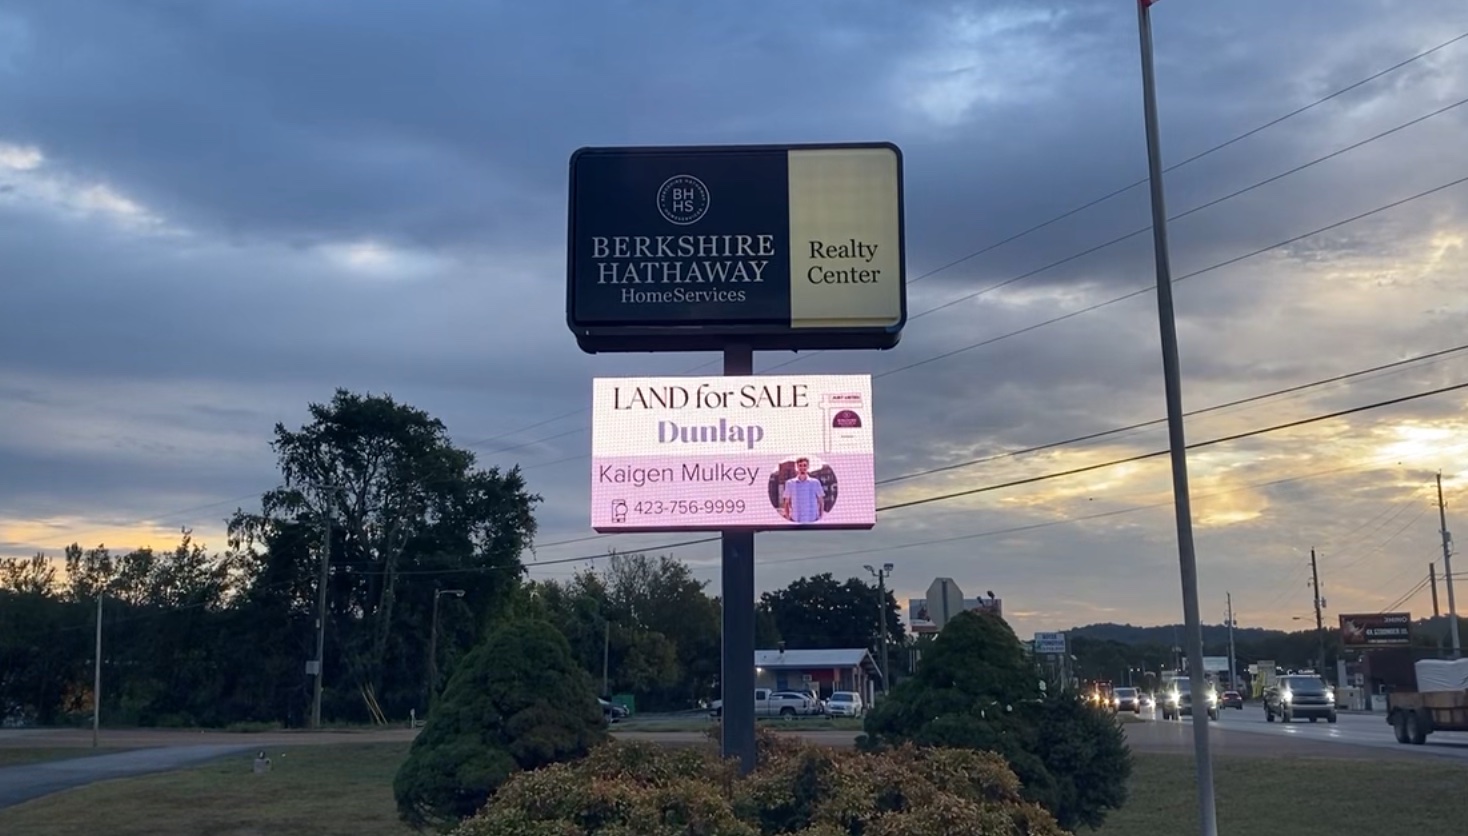 BH
HS
BERKSHIRE
HATHAWAY
HomeServices
Realty
Center
LAND for SALE
Dunlap
Kaigen Mulkey
423-756-9999